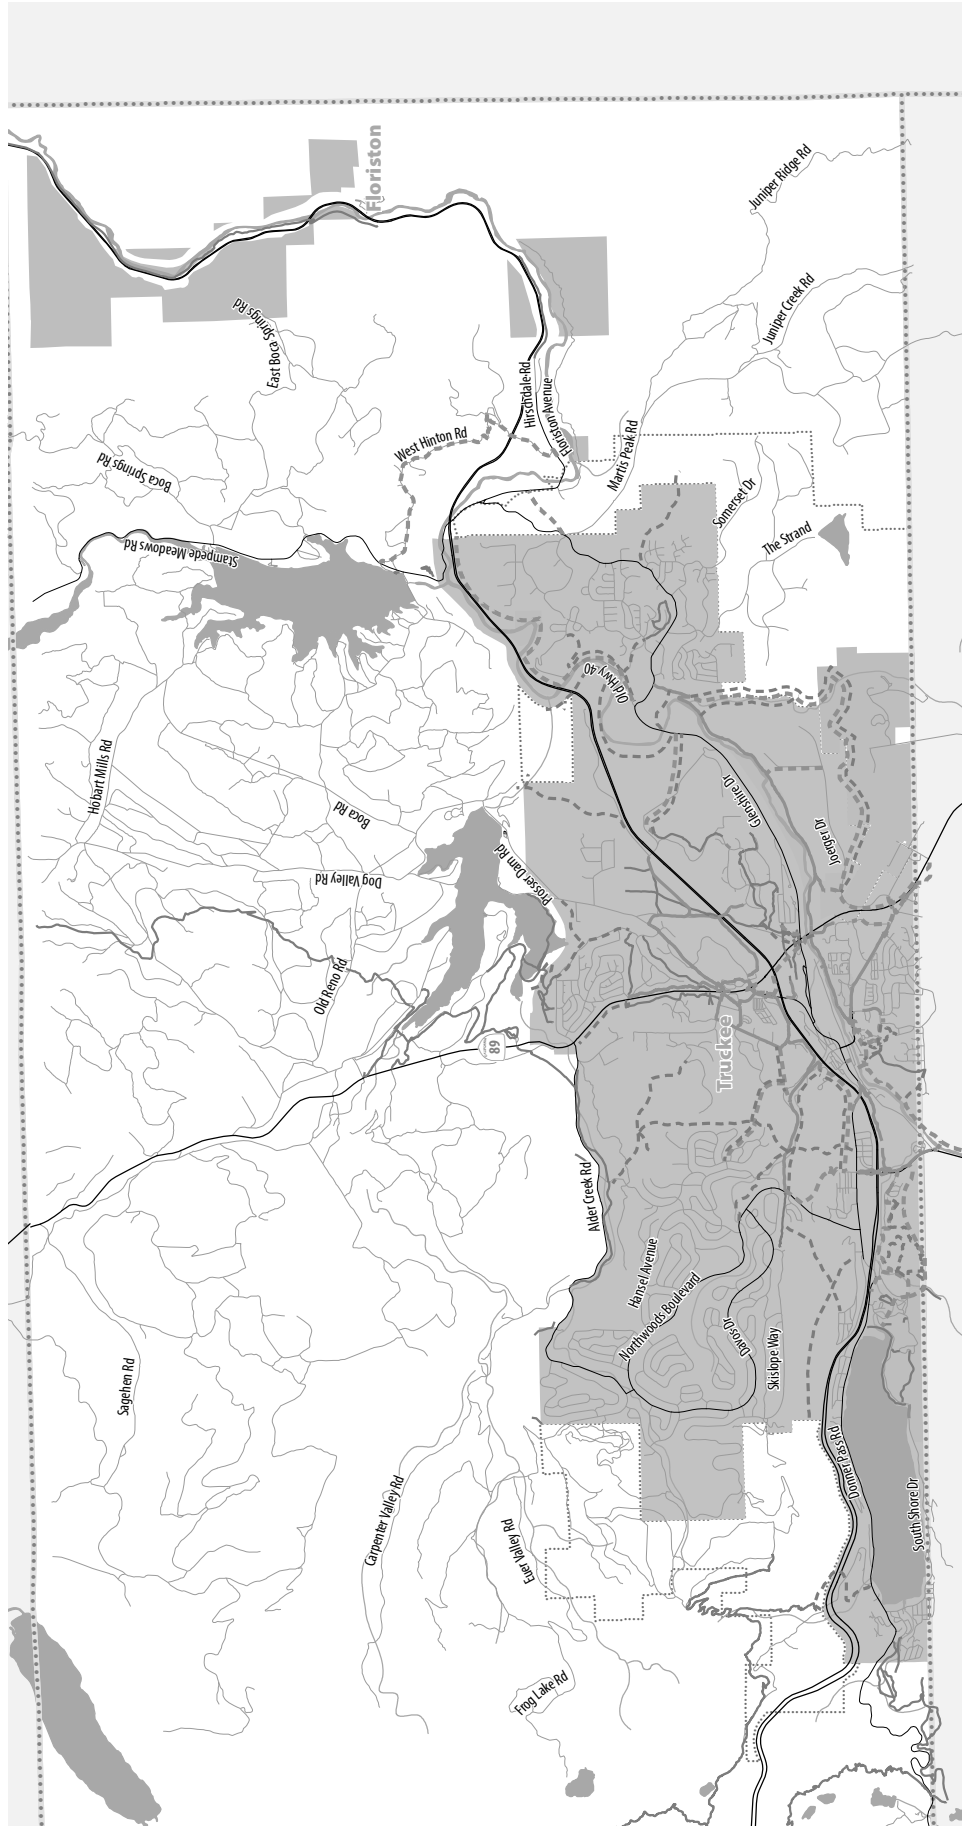 Floriston
Juniper Ridge Rd
Juniper Creek Rd
East Boca Springs Rd
Hirschdale Rd
Floriston Avenue
West Hinton Rd
Martis Peak Rd
Boca Springs Rd
Somerset Dr
The Strand
Stampede Meadows Rd
Old Hwy 40
Hobart Mills Rd
Boca Rd
Glenshire Dr
Joerger Dr
Dog Valley Rd
Prosser Dam Rd
Old Reno Rd
Truckee
89
Alder Creek Rd
Hansel Avenue
Northwoods Boulevard
Davos Dr
Skislope Way
Sagehen Rd
Donner Pass Rd
South Shore Dr
Carpenter Valley Rd
Euer Valley Rd
Frog Lake Rd